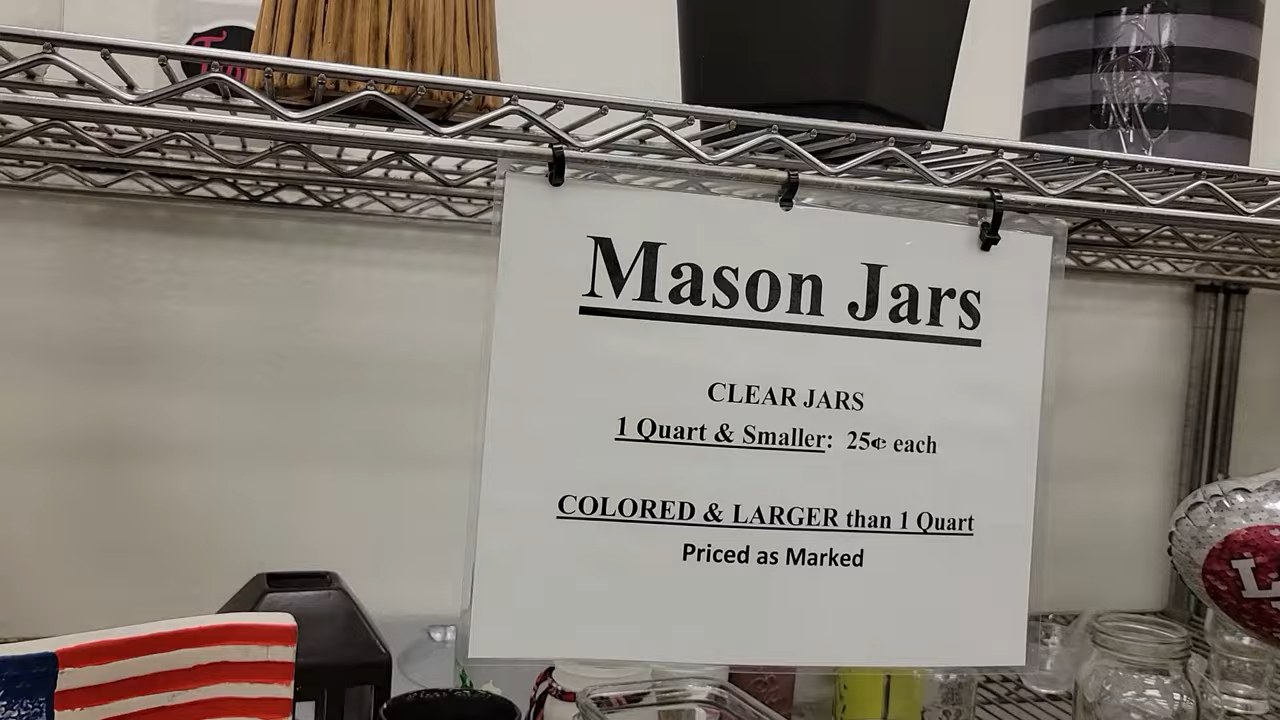 Mason Jars
CLEAR JARS
1 Quart & Smaller: 25¢ each
COLORED & LARGER than 1 Quart
Priced as Marked